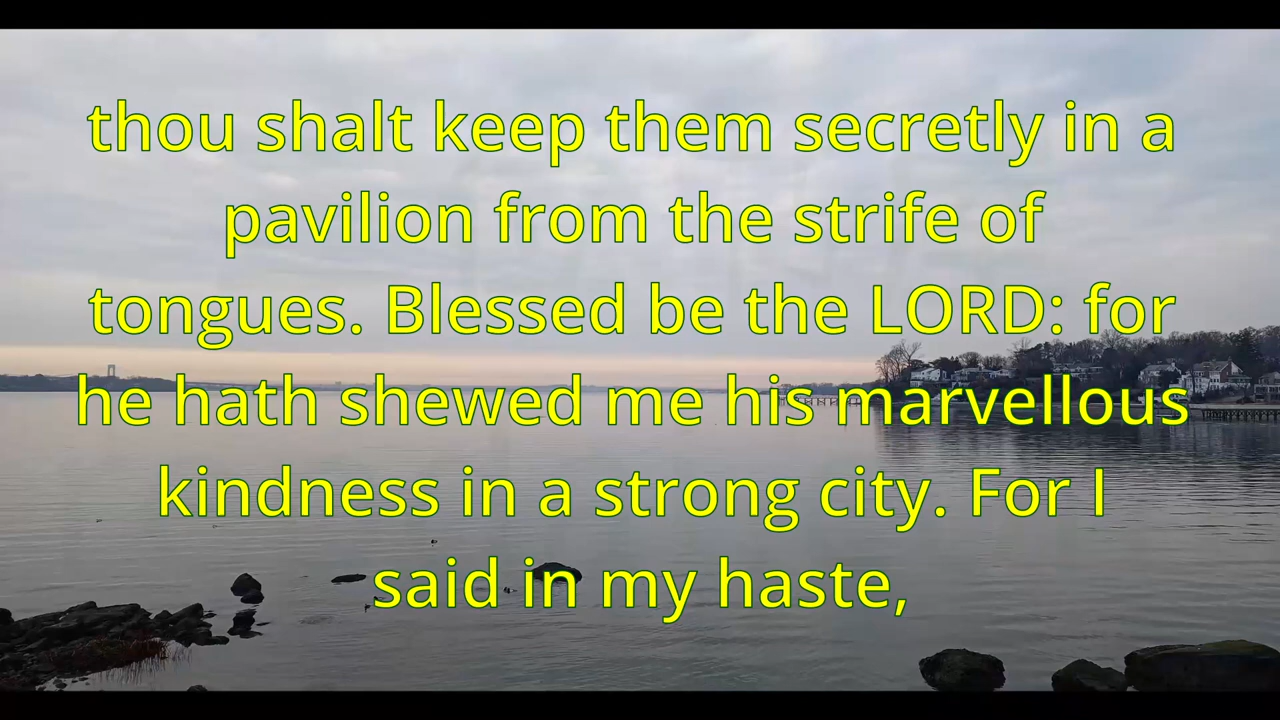 thou shalt keep them secretly in a
pavilion from the strife of
tongues. Blessed be the LORD: for
he hath shewed me his marvellous
kindness in a strong city. For I
said in my haste,